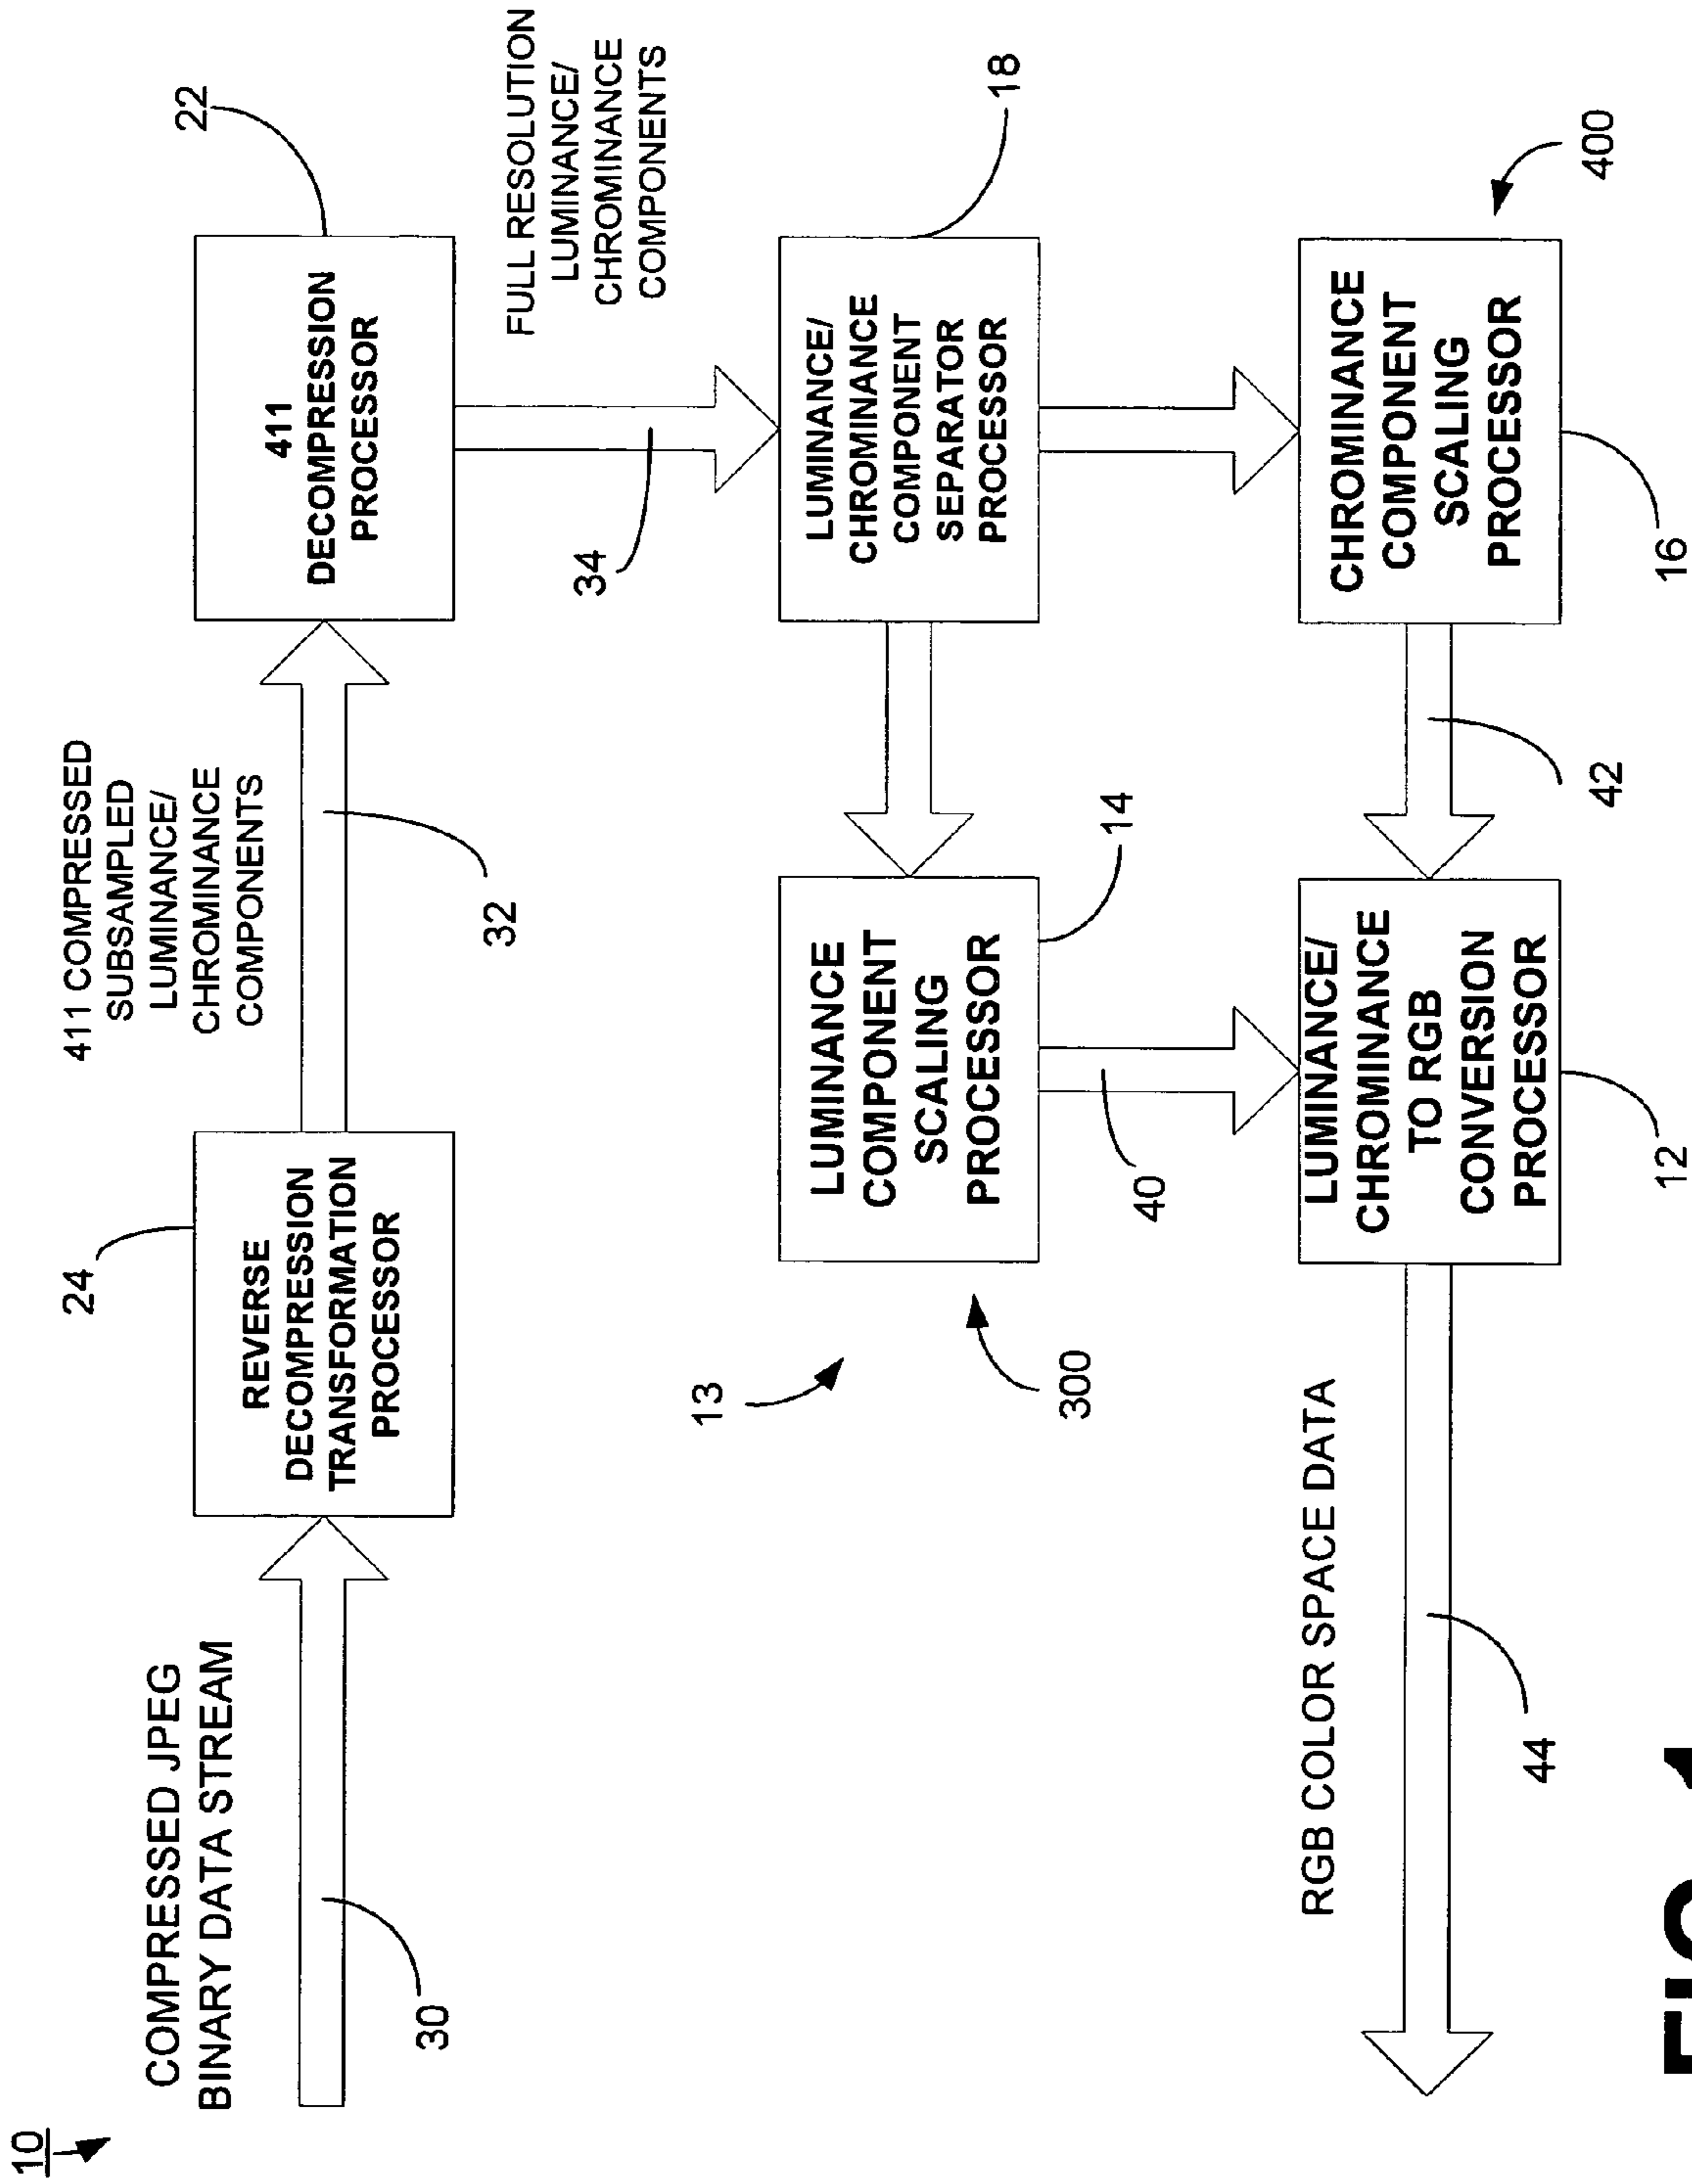 10
COMPRESSED JPEG
BINARY DATA STREAM
30
24
REVERSE
DECOMPRESSION
TRANSFORMATION
PROCESSOR
411 COMPRESSED
SUBSAMPLED
LUMINANCE/
CHROMINANCE
COMPONENTS
32
22
411
DECOMPRESSION
PROCESSOR
34
FULL RESOLUTION
LUMINANCE/
CHROMINANCE
COMPONENTS
13
300
LUMINANCE
COMPONENT
SCALING
PROCESSOR
14
LUMINANCE/
CHROMINANCE
COMPONENT
SEPARATOR
PROCESSOR
18
40
RGB COLOR SPACE DATA
44
LUMINANCE/
CHROMINANCE
TO RGB
CONVERSION
PROCESSOR
12
42
CHROMINANCE
COMPONENT
SCALING
PROCESSOR
16
400
FIG. 1